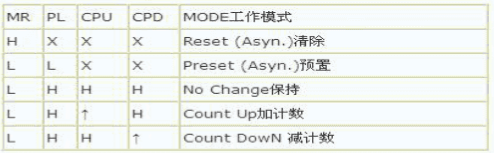 MR PL CPU CPD MODE工作模式
H X X X Reset (Asyn.)清除
L L X X Preset (Asyn.)预置
L H H H No Change保持
L H ↑ H Count Up加计数
L H H ↑ Count DowN 减计数